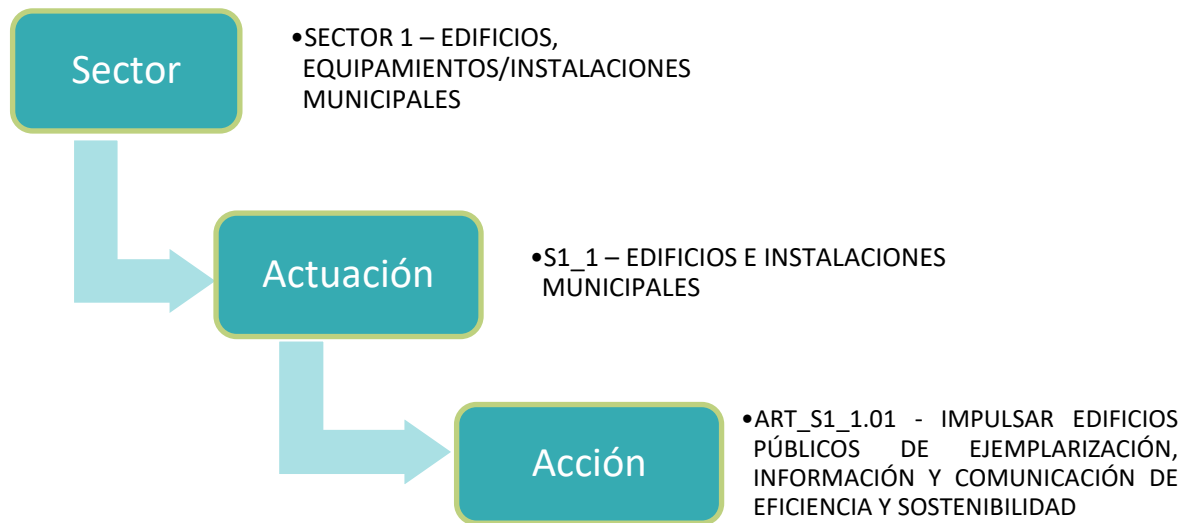 Sector
•SECTOR 1 – EDIFICIOS,
EQUIPAMIENTOS/INSTALACIONES
MUNICIPALES
Actuación
•S1_1 – EDIFICIOS E INSTALACIONES
MUNICIPALES
Acción
•ART_S1_1.01 - IMPULSAR EDIFICIOS
PÚBLICOS DE EJEMPLARIZACIÓN,
INFORMACIÓN Y COMUNICACIÓN DE
EFICIENCIA Y SOSTENIBILIDAD